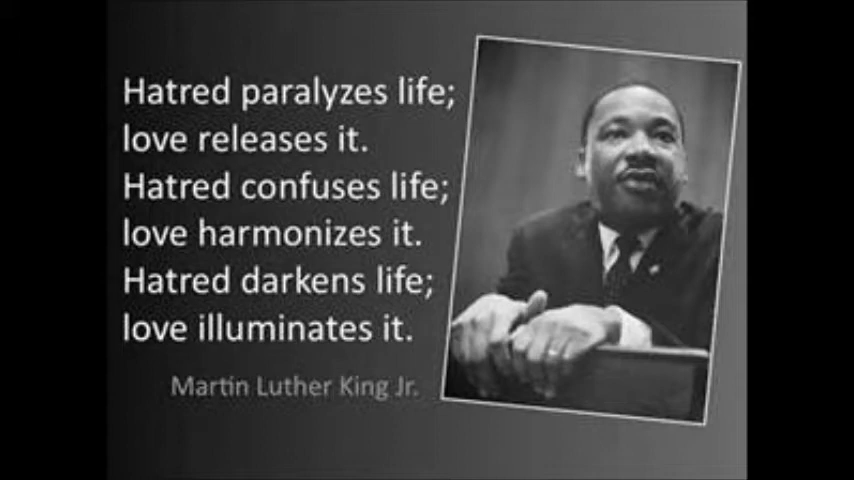 Hatred paralyzes life;
love releases it.
Hatred confuses life;
love harmonizes it.
Hatred darkens life;
love illuminates it.
Martin Luther King Jr.